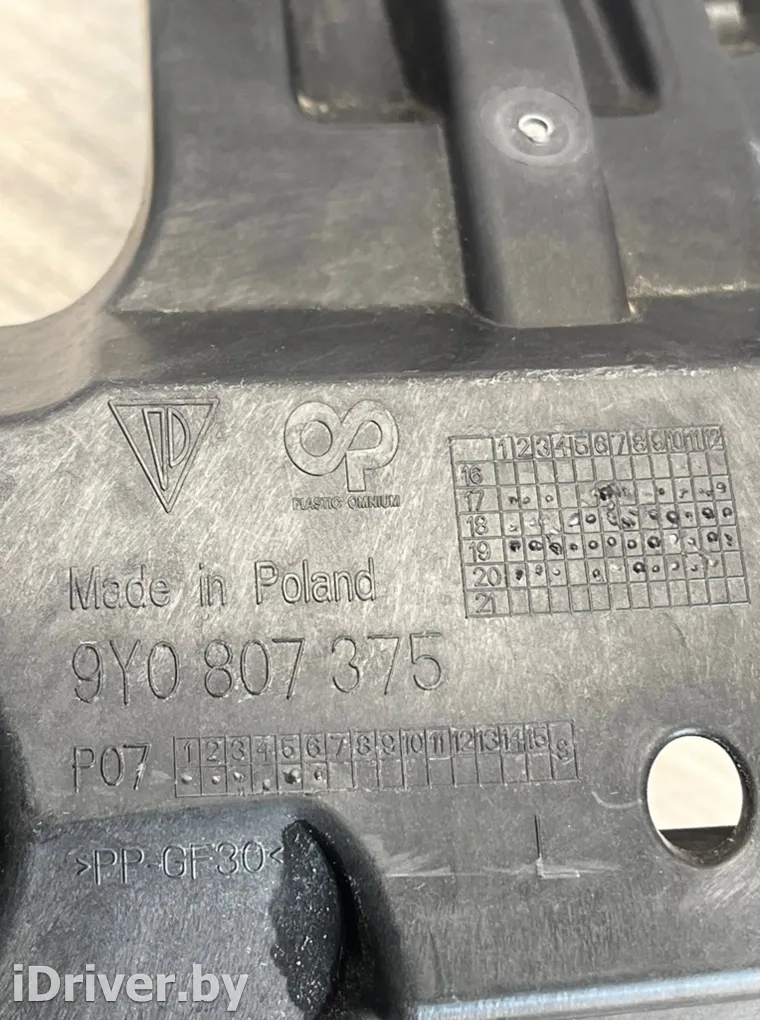 PLASTIC OMNIUM
1 2 3 4 5 6 7 8 9 10 11 12
16
17
18
19
20
21
Made in Poland
9Y0 807 375
P07 1 2 3 4 5 6 7 8 9 10 11 12 13 14 15 S
>PP-GF30<
L
iDriver.by